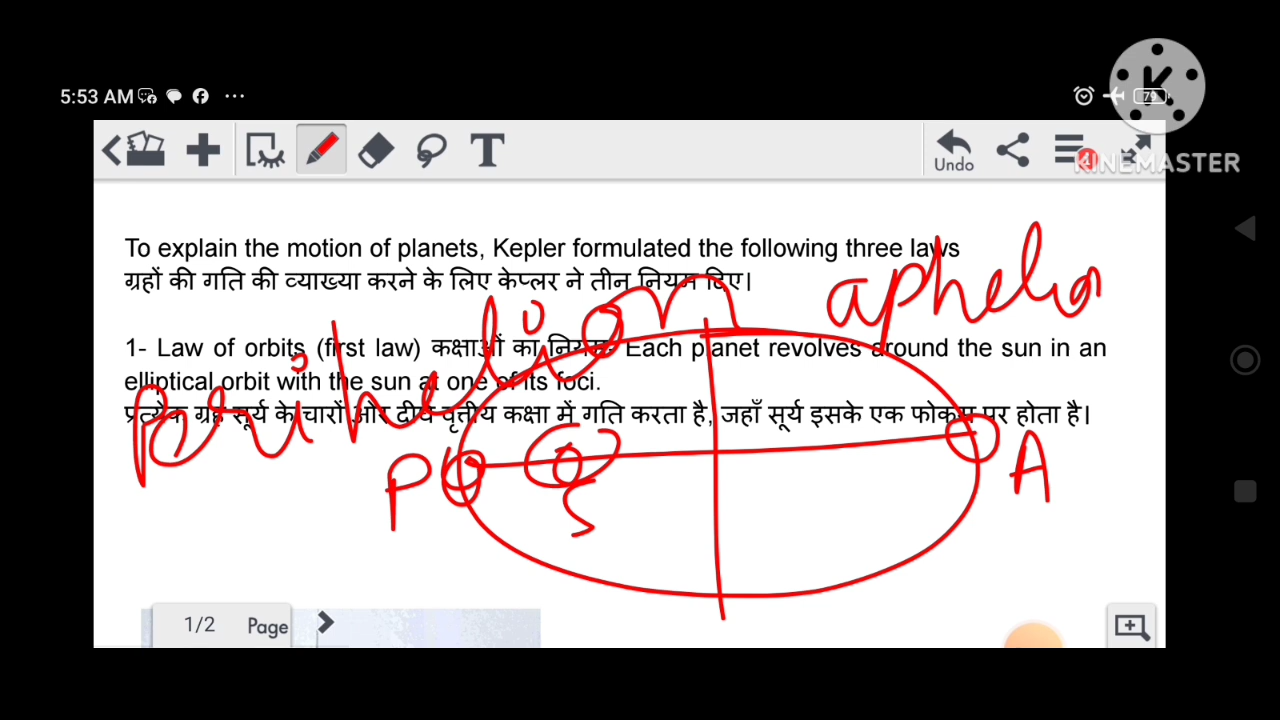 5:53 AM
79
KINEMASTER
Undo
To explain the motion of planets, Kepler formulated the following three laws
ग्रहों की गति की व्याख्या करने के लिए केप्लर ने तीन नियम दिए।
aphelion
perihelion
1- Law of orbits (first law) कक्षाओं का नियम- Each planet revolves around the sun in an
elliptical orbit with the sun at one of its foci.
प्रत्येक ग्रह सूर्य के चारों ओर दीर्घ वृत्तीय कक्षा में गति करता है, जहाँ सूर्य इसके एक फोकस पर होता है।
P S A
1/2 Page